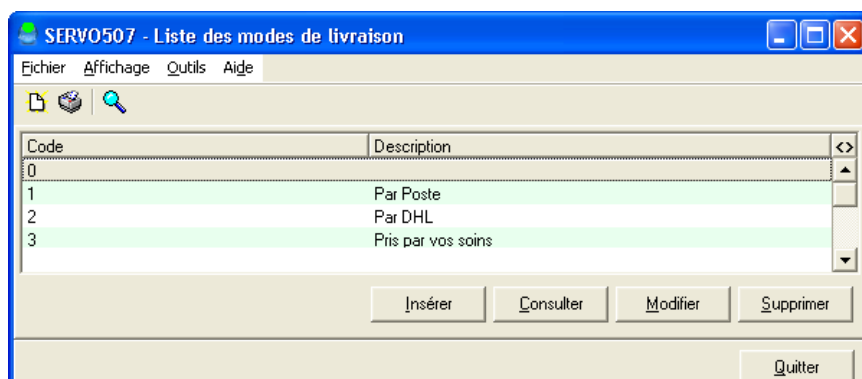 SERVO507 - Liste des modes de livraison
Fichier Affichage Outils Aide
Code Description <>
0
1 Par Poste
2 Par DHL
3 Pris par vos soins
Insérer Consulter Modifier Supprimer
Quitter